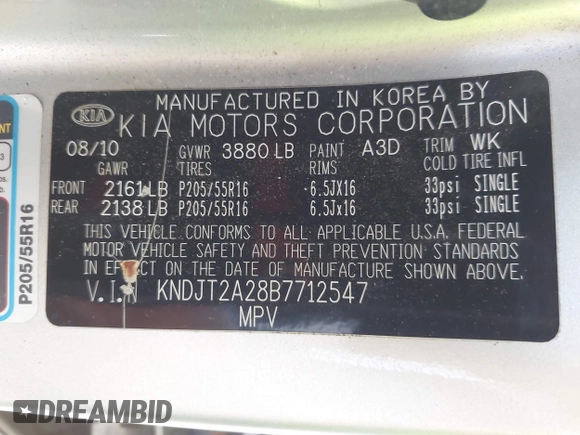 MANUFACTURED IN KOREA BY
KIA KIA MOTORS CORPORATION
08/10 GVWR 3880 LB PAINT A3D TRIM WK
GAWR TIRES RIMS COLD TIRE INFL
FRONT 2161 LB P205/55R16 -6.5JX16 33psi SINGLE
REAR 2138 LB P205/55R16 6.5Jx16 33psi SINGLE
THIS VEHICLE CONFORMS TO ALL APPLICABLE U.S.A. FEDERAL
MOTOR VEHICLE SAFETY AND THEFT PREVENTION STANDARDS
IN EFFECT ON THE DATE OF MANUFACTURE SHOWN ABOVE.
V.I.N KNDJT2A28B7712547
MPV
P205/55R16
3
DREAMBID